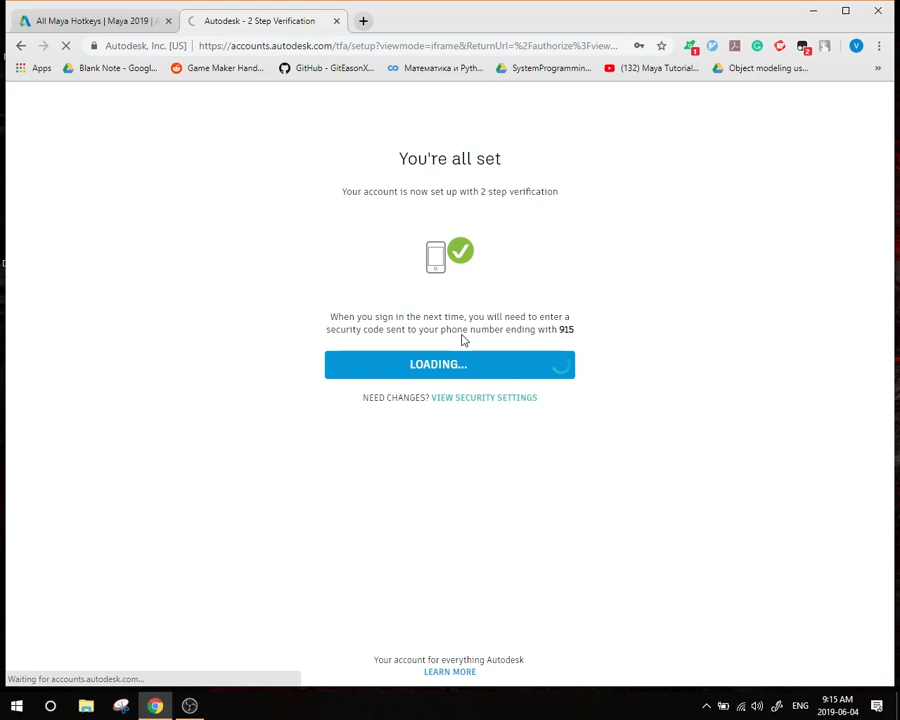 All Maya Hotkeys | Maya 2019 |
Autodesk - 2 Step Verification
Autodesk, Inc. [US] https://accounts.autodesk.com/tfa/setup?viewmode=iframe&ReturnUrl=%2Fauthorize%3Fview...
Apps Blank Note - Googl... Game Maker Hand... GitHub - GitEasonX... Математика и Pyth... SystemProgrammin... (132) Maya Tutorial... Object modeling us... »
You're all set
Your account is now set up with 2 step verification
When you sign in the next time, you will need to enter a
security code sent to your phone number ending with 915
LOADING...
NEED CHANGES? VIEW SECURITY SETTINGS
Your account for everything Autodesk
LEARN MORE
Waiting for accounts.autodesk.com...
ENG
9:15 AM
2019-06-04